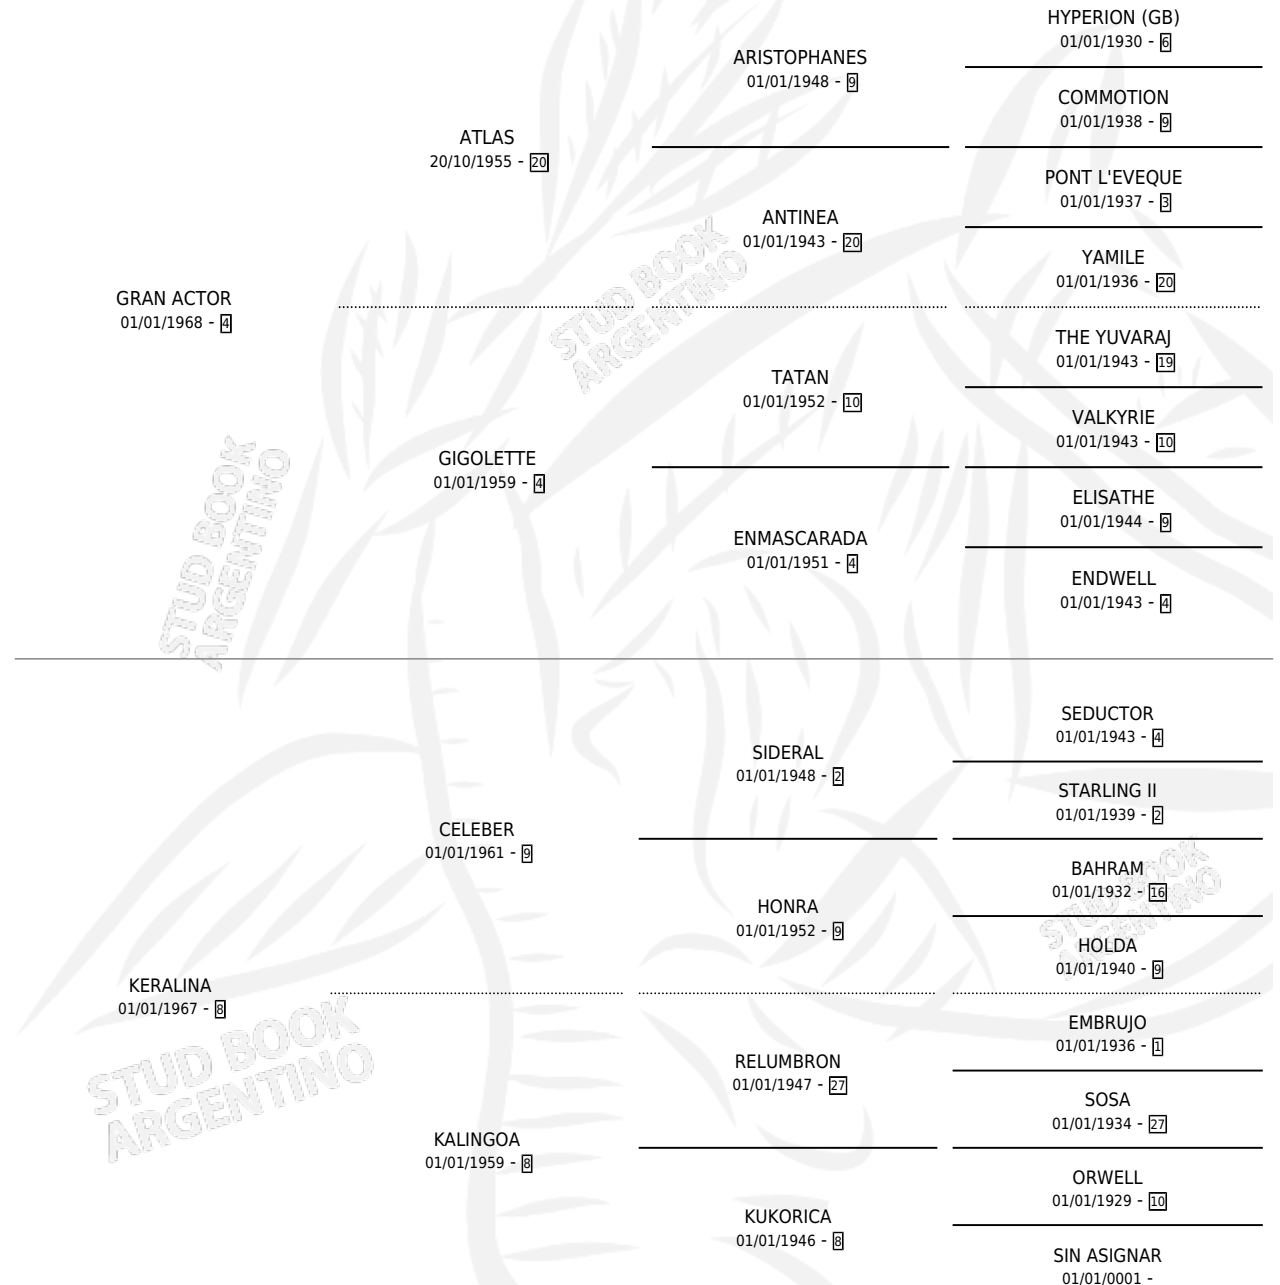 HYPERION (GB)
01/01/1930 - 6
ARISTOPHANES
01/01/1948 - 9
COMMOTION
01/01/1938 - 9
ATLAS
20/10/1955 - 20
PONT L'EVEQUE
01/01/1937 - 3
ANTINEA
01/01/1943 - 20
YAMILE
01/01/1936 - 20
GRAN ACTOR
01/01/1968 - 4
THE YUVARAJ
01/01/1943 - 19
TATAN
01/01/1952 - 10
VALKYRIE
01/01/1943 - 10
GIGOLETTE
01/01/1959 - 4
ELISATHE
01/01/1944 - 9
ENMASCARADA
01/01/1951 - 4
ENDWELL
01/01/1943 - 4
STUD BOOK
ARGENTINO
STUD BOOK
ARGENTINO
SEDUCTOR
01/01/1943 - 4
SIDERAL
01/01/1948 - 2
STARLING II
01/01/1939 - 2
CELEBER
01/01/1961 - 9
BAHRAM
01/01/1932 - 16
HONRA
01/01/1952 - 9
HOLDA
01/01/1940 - 9
KERALINA
01/01/1967 - 8
EMBRUJO
01/01/1936 - 1
RELUMBRON
01/01/1947 - 27
SOSA
01/01/1934 - 27
KALINGOA
01/01/1959 - 8
ORWELL
01/01/1929 - 10
KUKORICA
01/01/1946 - 8
SIN ASIGNAR
01/01/0001 -
STUD BOOK
ARGENTINO
STUD BOOK
ARGENTINO